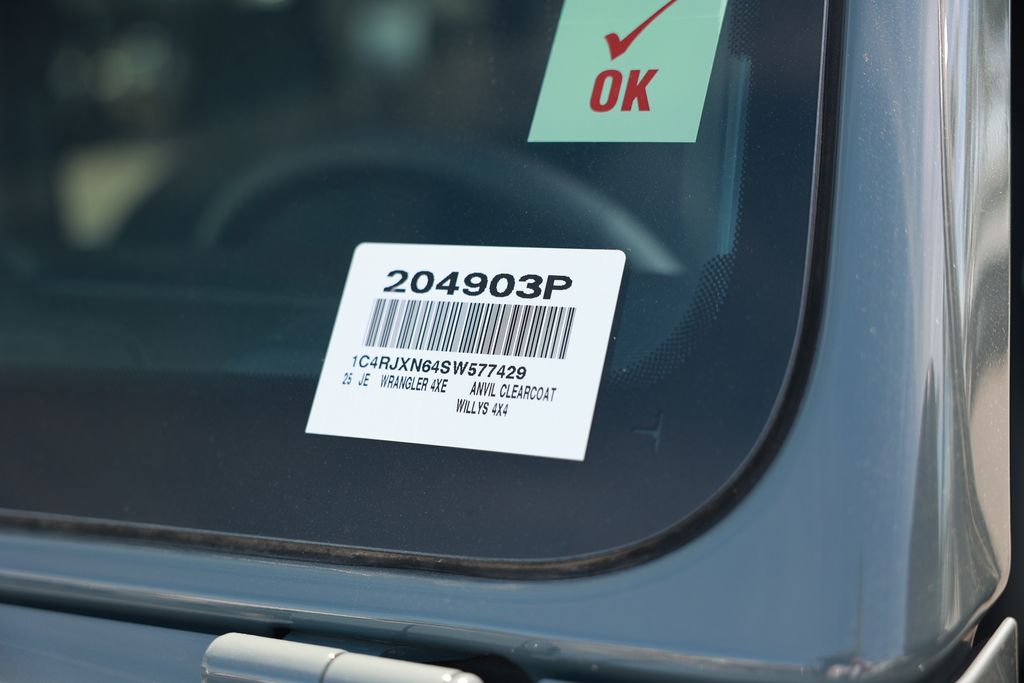 OK
204903P
1C4RJXN64SW577429
25 JE WRANGLER 4XE ANVIL CLEARCOAT
WILLYS 4X4